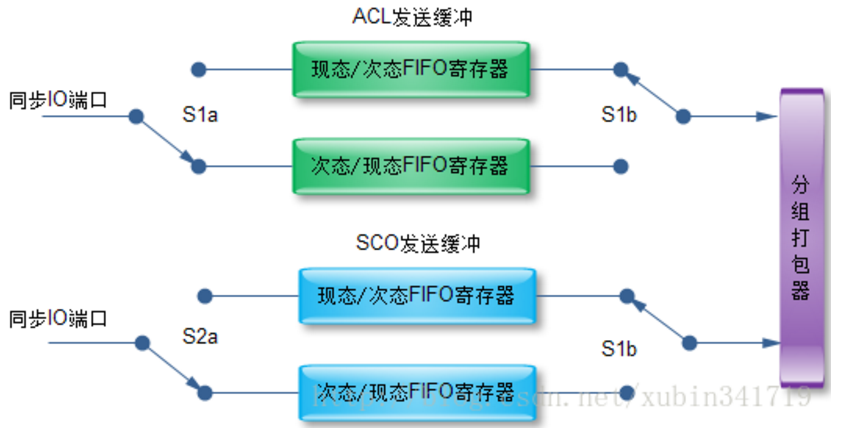 ACL发送缓冲
现态/次态FIFO寄存器
同步IO端口
S1a
S1b
次态/现态FIFO寄存器
分组打包器
SCO发送缓冲
现态/次态FIFO寄存器
同步IO端口
S2a
S1b
次态/现态FIFO寄存器
sdn.net/xubin341719